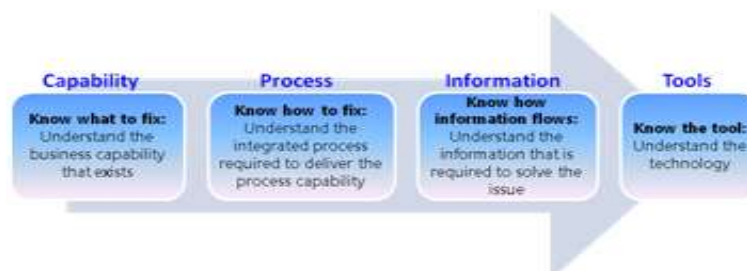 Capability
Know what to fix:
Understand the
business capability
that exists
Process
Know how to fix:
Understand the
integrated process
required to deliver the
process capability
Information
Know how
information flows:
Understand the
information that is
required to solve the
issue
Tools
Know the tool:
Understand the
technology